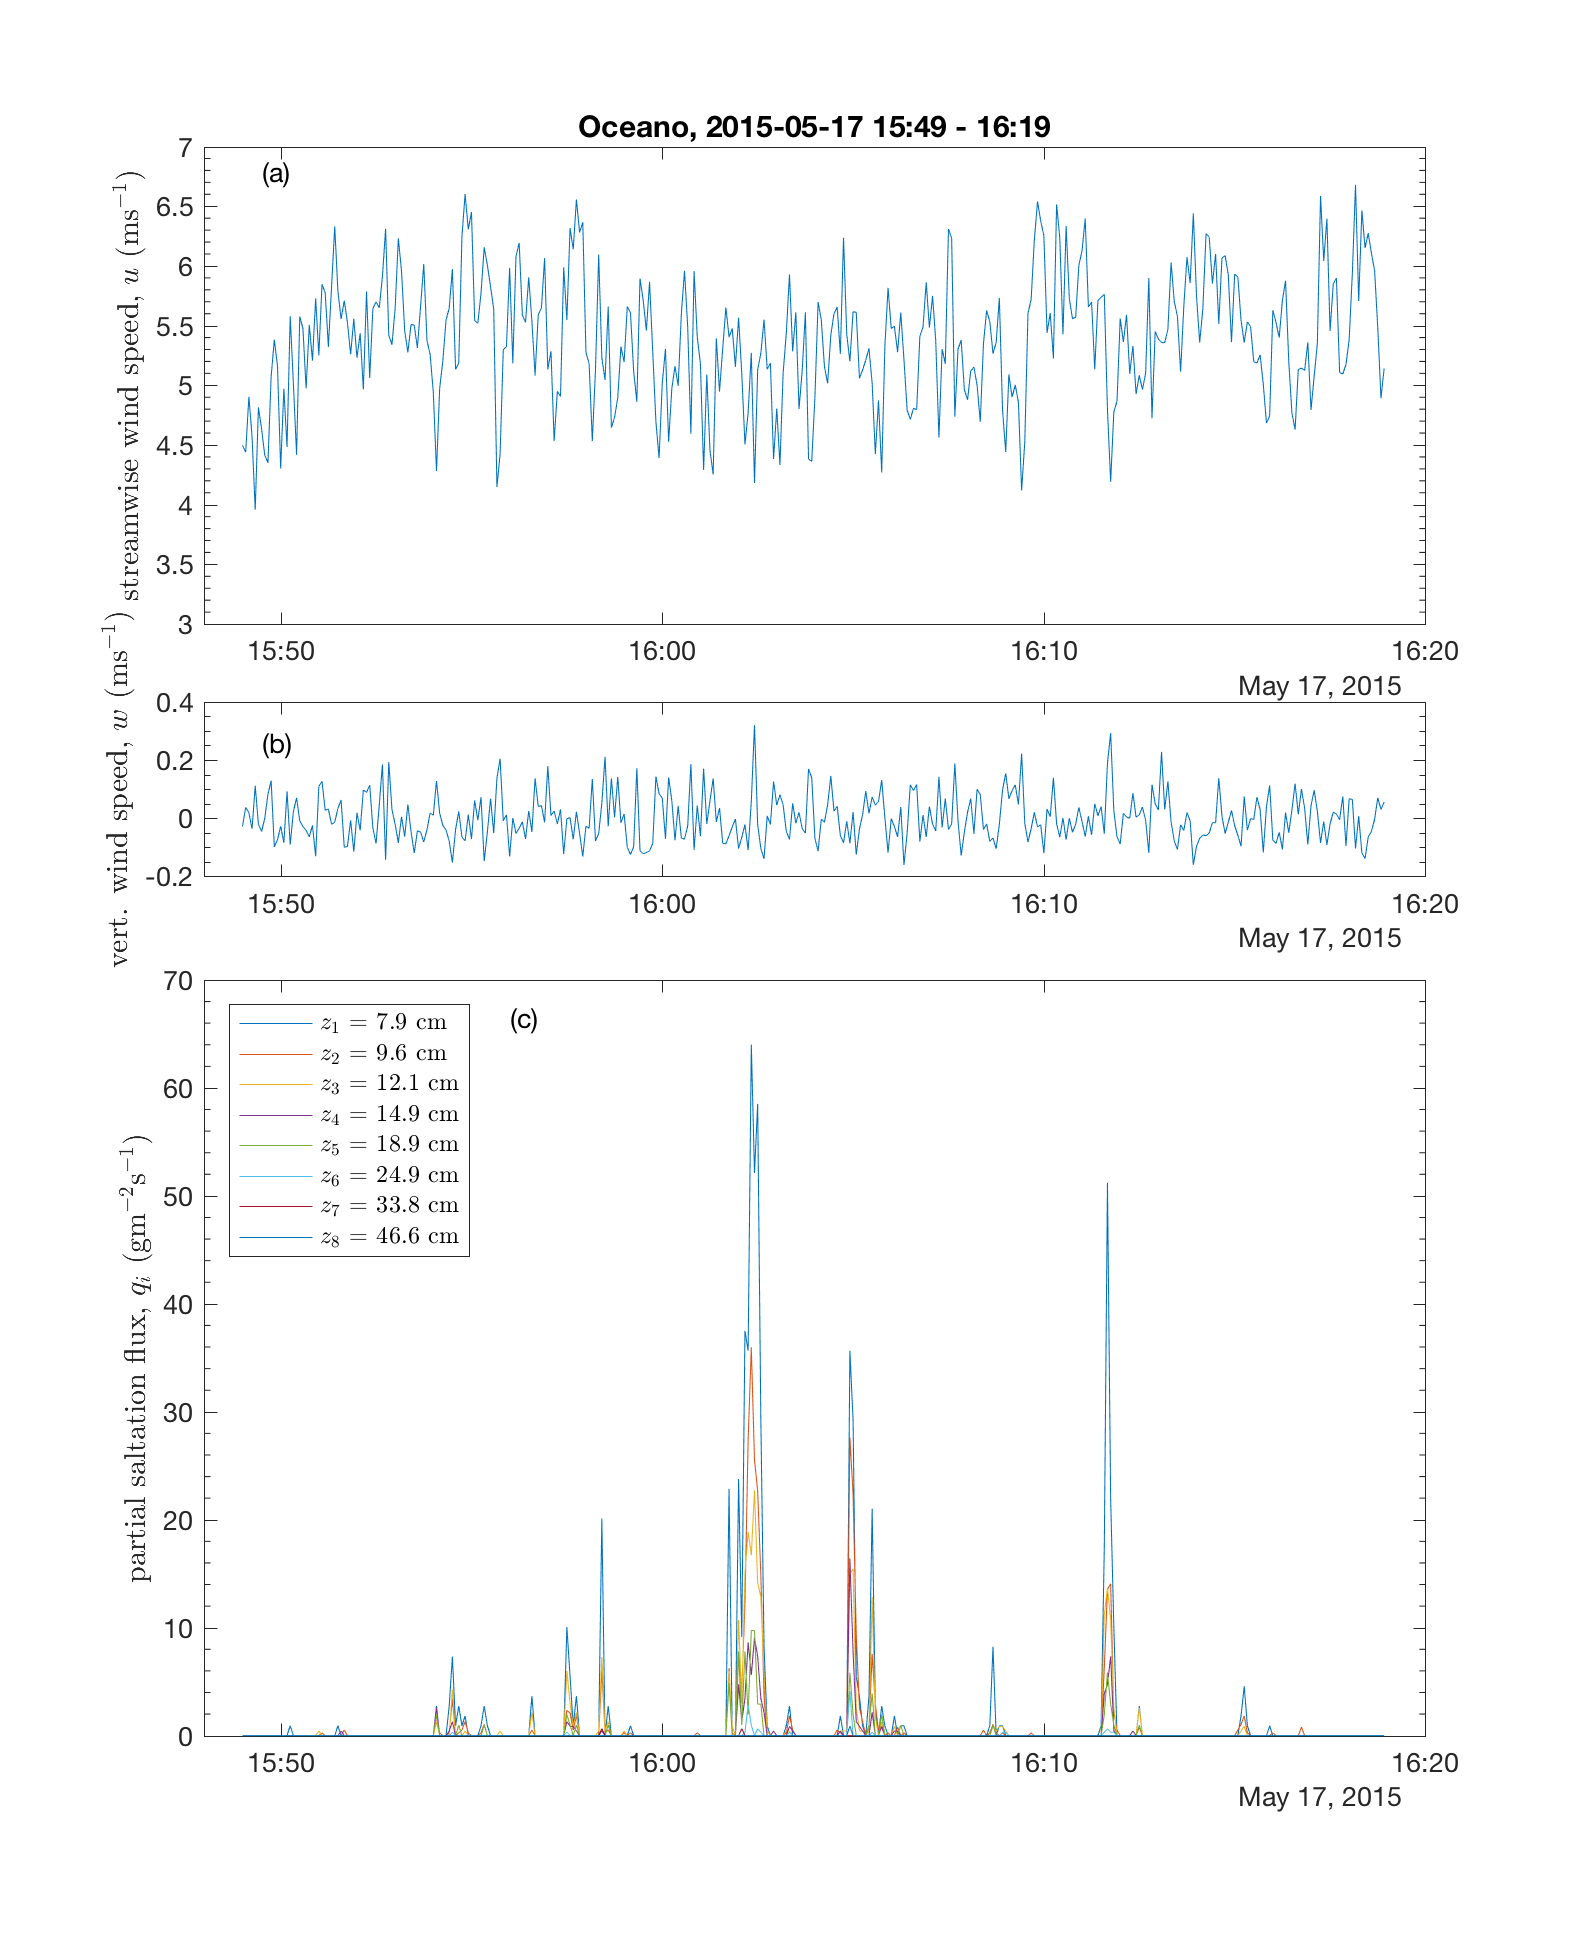 Oceano, 2015-05-17 15:49 - 16:19
(a)
streamwise wind speed, u (ms⁻¹)
7
6.5
6
5.5
5
4.5
4
3.5
3
15:50 16:00 16:10 16:20
May 17, 2015
(b)
vert. wind speed, w (ms⁻¹)
0.4
0.2
0
-0.2
15:50 16:00 16:10 16:20
May 17, 2015
(c)
partial saltation flux, qᵢ (gm⁻²s⁻¹)
70
60
50
40
30
20
10
0
z₁ = 7.9 cm
z₂ = 9.6 cm
z₃ = 12.1 cm
z₄ = 14.9 cm
z₅ = 18.9 cm
z₆ = 24.9 cm
z₇ = 33.8 cm
z₈ = 46.6 cm
15:50 16:00 16:10 16:20
May 17, 2015